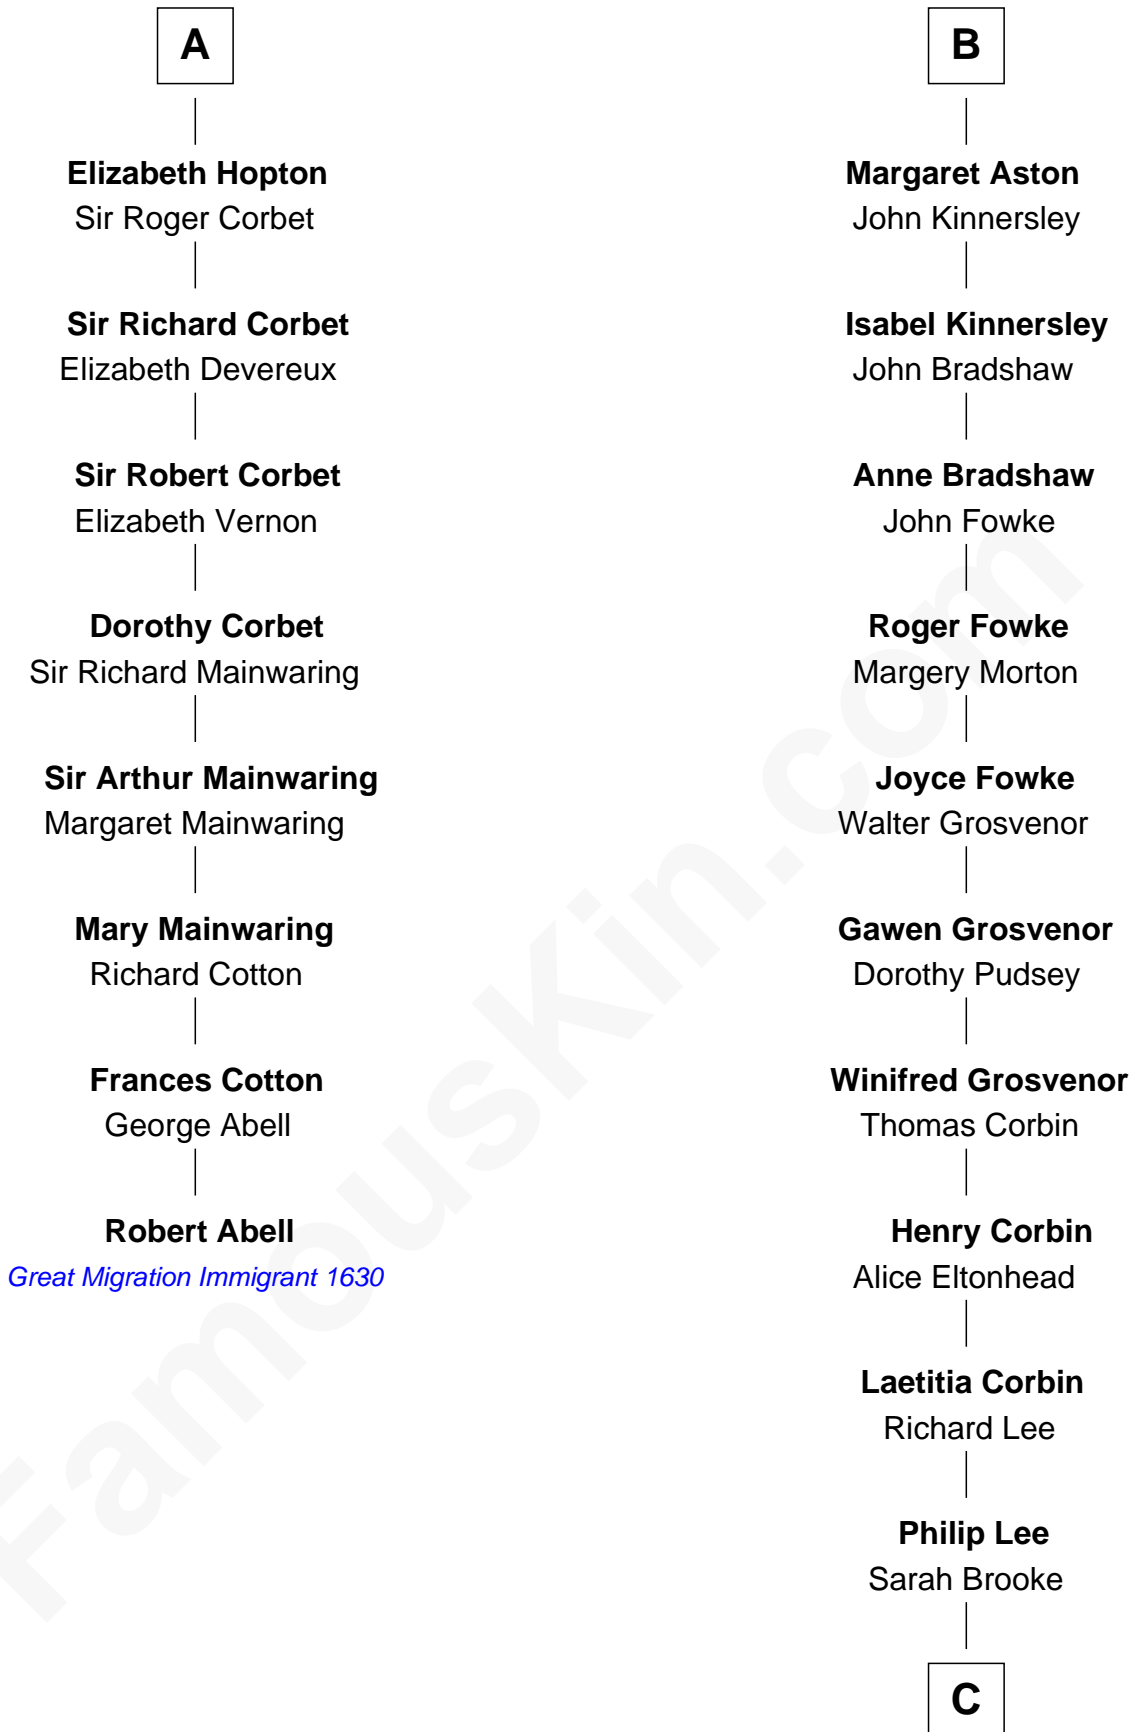 A
Elizabeth Hopton
Sir Roger Corbet
Sir Richard Corbet
Elizabeth Devereux
Sir Robert Corbet
Elizabeth Vernon
Dorothy Corbet
Sir Richard Mainwaring
Sir Arthur Mainwaring
Margaret Mainwaring
Mary Mainwaring
Richard Cotton
Frances Cotton
George Abell
Robert Abell
Great Migration Immigrant 1630
B
Margaret Aston
John Kinnersley
Isabel Kinnersley
John Bradshaw
Anne Bradshaw
John Fowke
Roger Fowke
Margery Morton
Joyce Fowke
Walter Grosvenor
Gawen Grosvenor
Dorothy Pudsey
Winifred Grosvenor
Thomas Corbin
Henry Corbin
Alice Eltonhead
Laetitia Corbin
Richard Lee
Philip Lee
Sarah Brooke
C
FamousKin.com